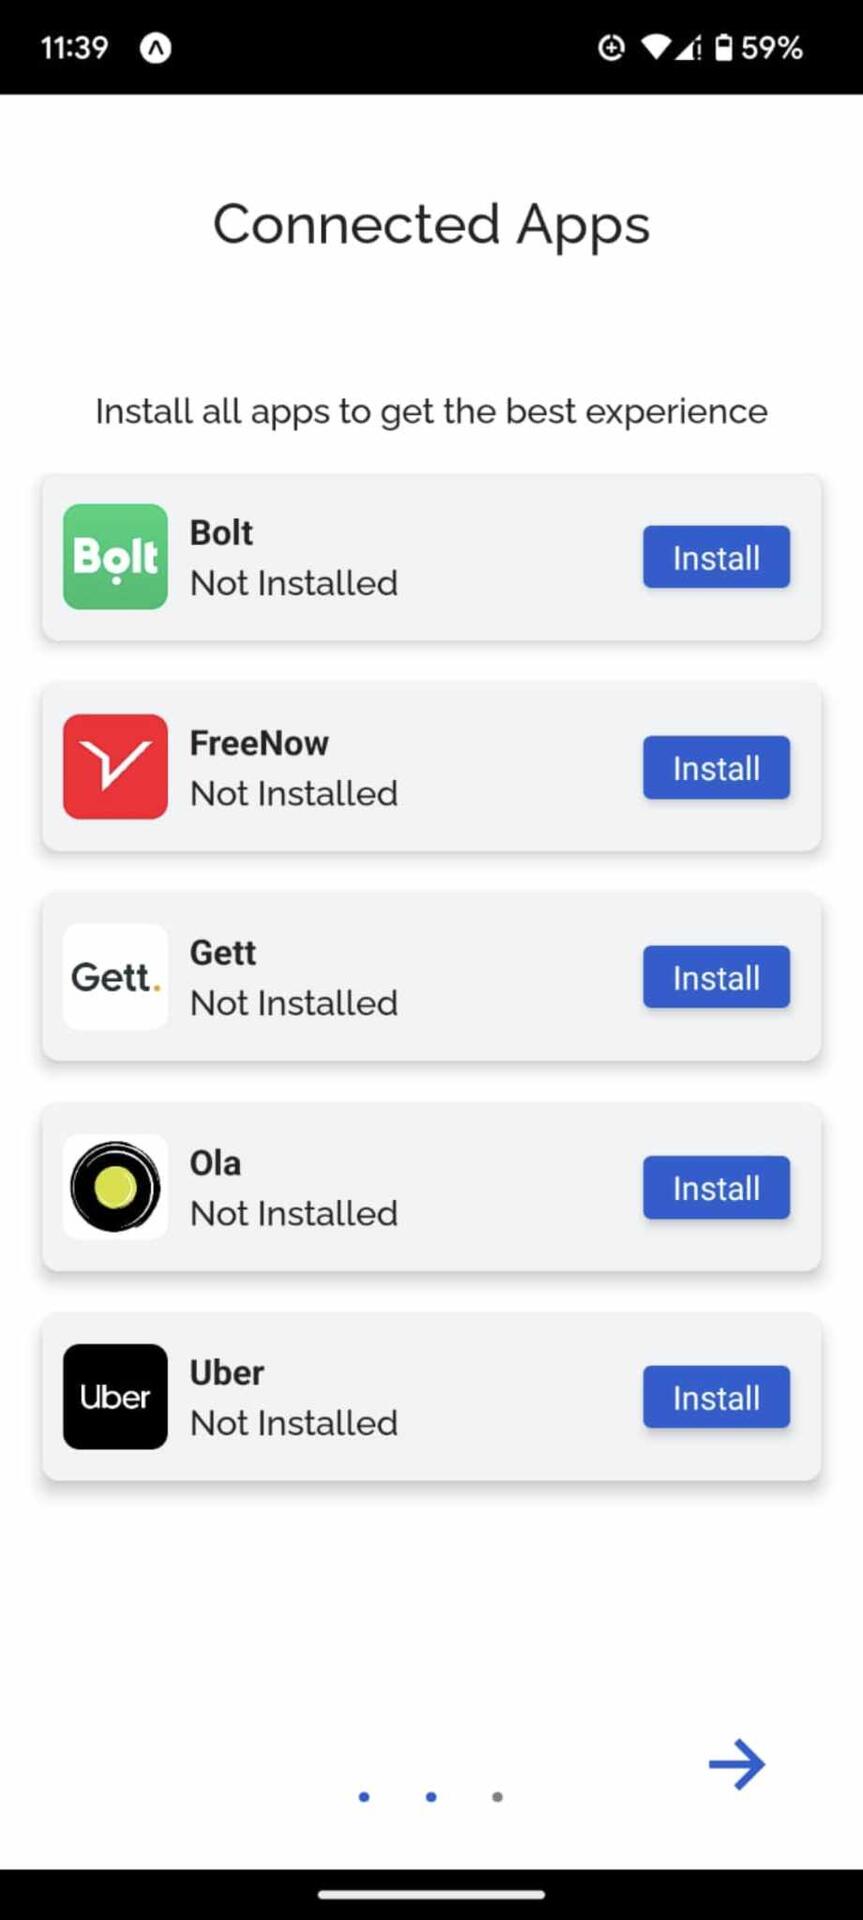 11:39
59%
Connected Apps
Install all apps to get the best experience
Bolt
Bolt
Not Installed
Install
FreeNow
Not Installed
Install
Gett.
Gett
Not Installed
Install
Ola
Not Installed
Install
Uber
Uber
Not Installed
Install